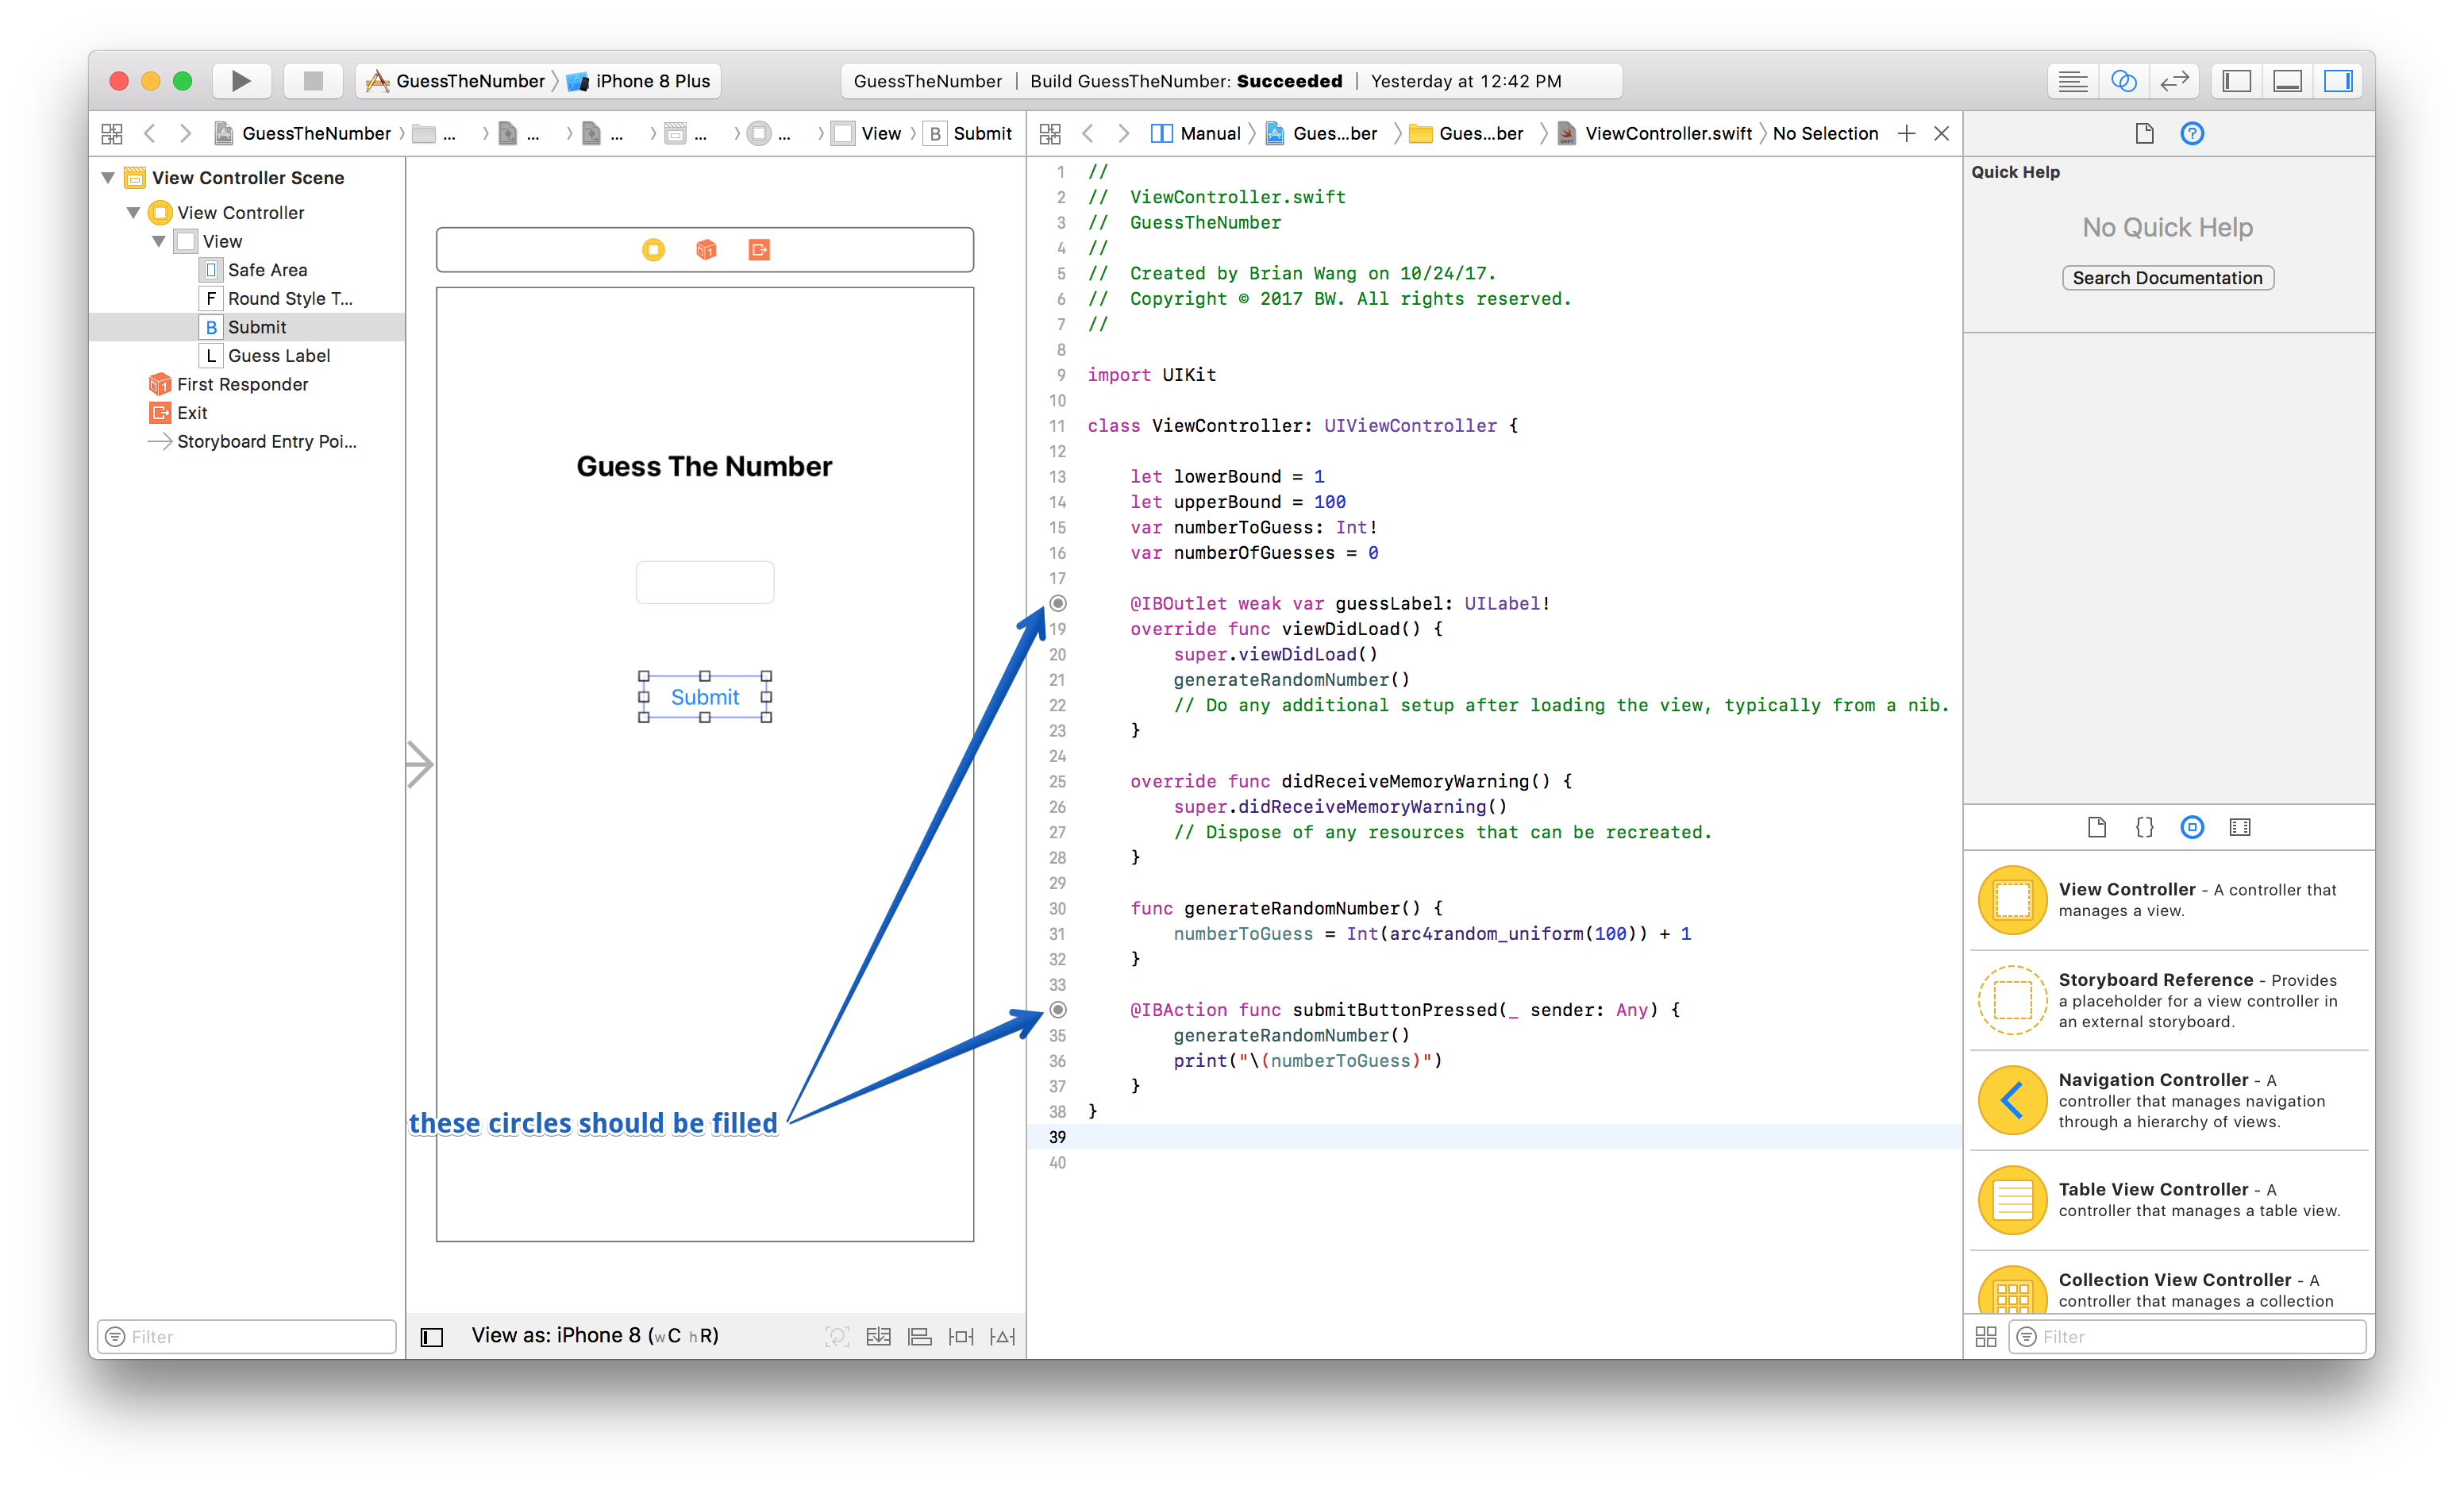 GuessTheNumber iPhone 8 Plus
GuessTheNumber | Build GuessTheNumber: Succeeded | Yesterday at 12:42 PM
GuessTheNumber ... ... ... ... ... View B Submit
Manual Gues...ber Gues...ber ViewController.swift No Selection
View Controller Scene
View Controller
View
Safe Area
F Round Style T...
B Submit
L Guess Label
First Responder
Exit
Storyboard Entry Poi...
Filter
Guess The Number
Submit
these circles should be filled
View as: iPhone 8 (wC hR)
1 //
2 //  ViewController.swift
3 //  GuessTheNumber
4 //
5 //  Created by Brian Wang on 10/24/17.
6 //  Copyright © 2017 BW. All rights reserved.
7 //
8
9 import UIKit
10
11 class ViewController: UIViewController {
12
13     let lowerBound = 1
14     let upperBound = 100
15     var numberToGuess: Int!
16     var numberOfGuesses = 0
17
@IBOutlet weak var guessLabel: UILabel!
19     override func viewDidLoad() {
20         super.viewDidLoad()
21         generateRandomNumber()
22         // Do any additional setup after loading the view, typically from a nib.
23     }
24
25     override func didReceiveMemoryWarning() {
26         super.didReceiveMemoryWarning()
27         // Dispose of any resources that can be recreated.
28     }
29
30     func generateRandomNumber() {
31         numberToGuess = Int(arc4random_uniform(100)) + 1
32     }
33
@IBAction func submitButtonPressed(_ sender: Any) {
35         generateRandomNumber()
36         print("\(numberToGuess)")
37     }
38 }
39
40
Quick Help
No Quick Help
Search Documentation
{}
View Controller - A controller that
manages a view.
Storyboard Reference - Provides
a placeholder for a view controller in
an external storyboard.
Navigation Controller - A
controller that manages navigation
through a hierarchy of views.
Table View Controller - A
controller that manages a table view.
Collection View Controller - A
controller that manages a collection
Filter